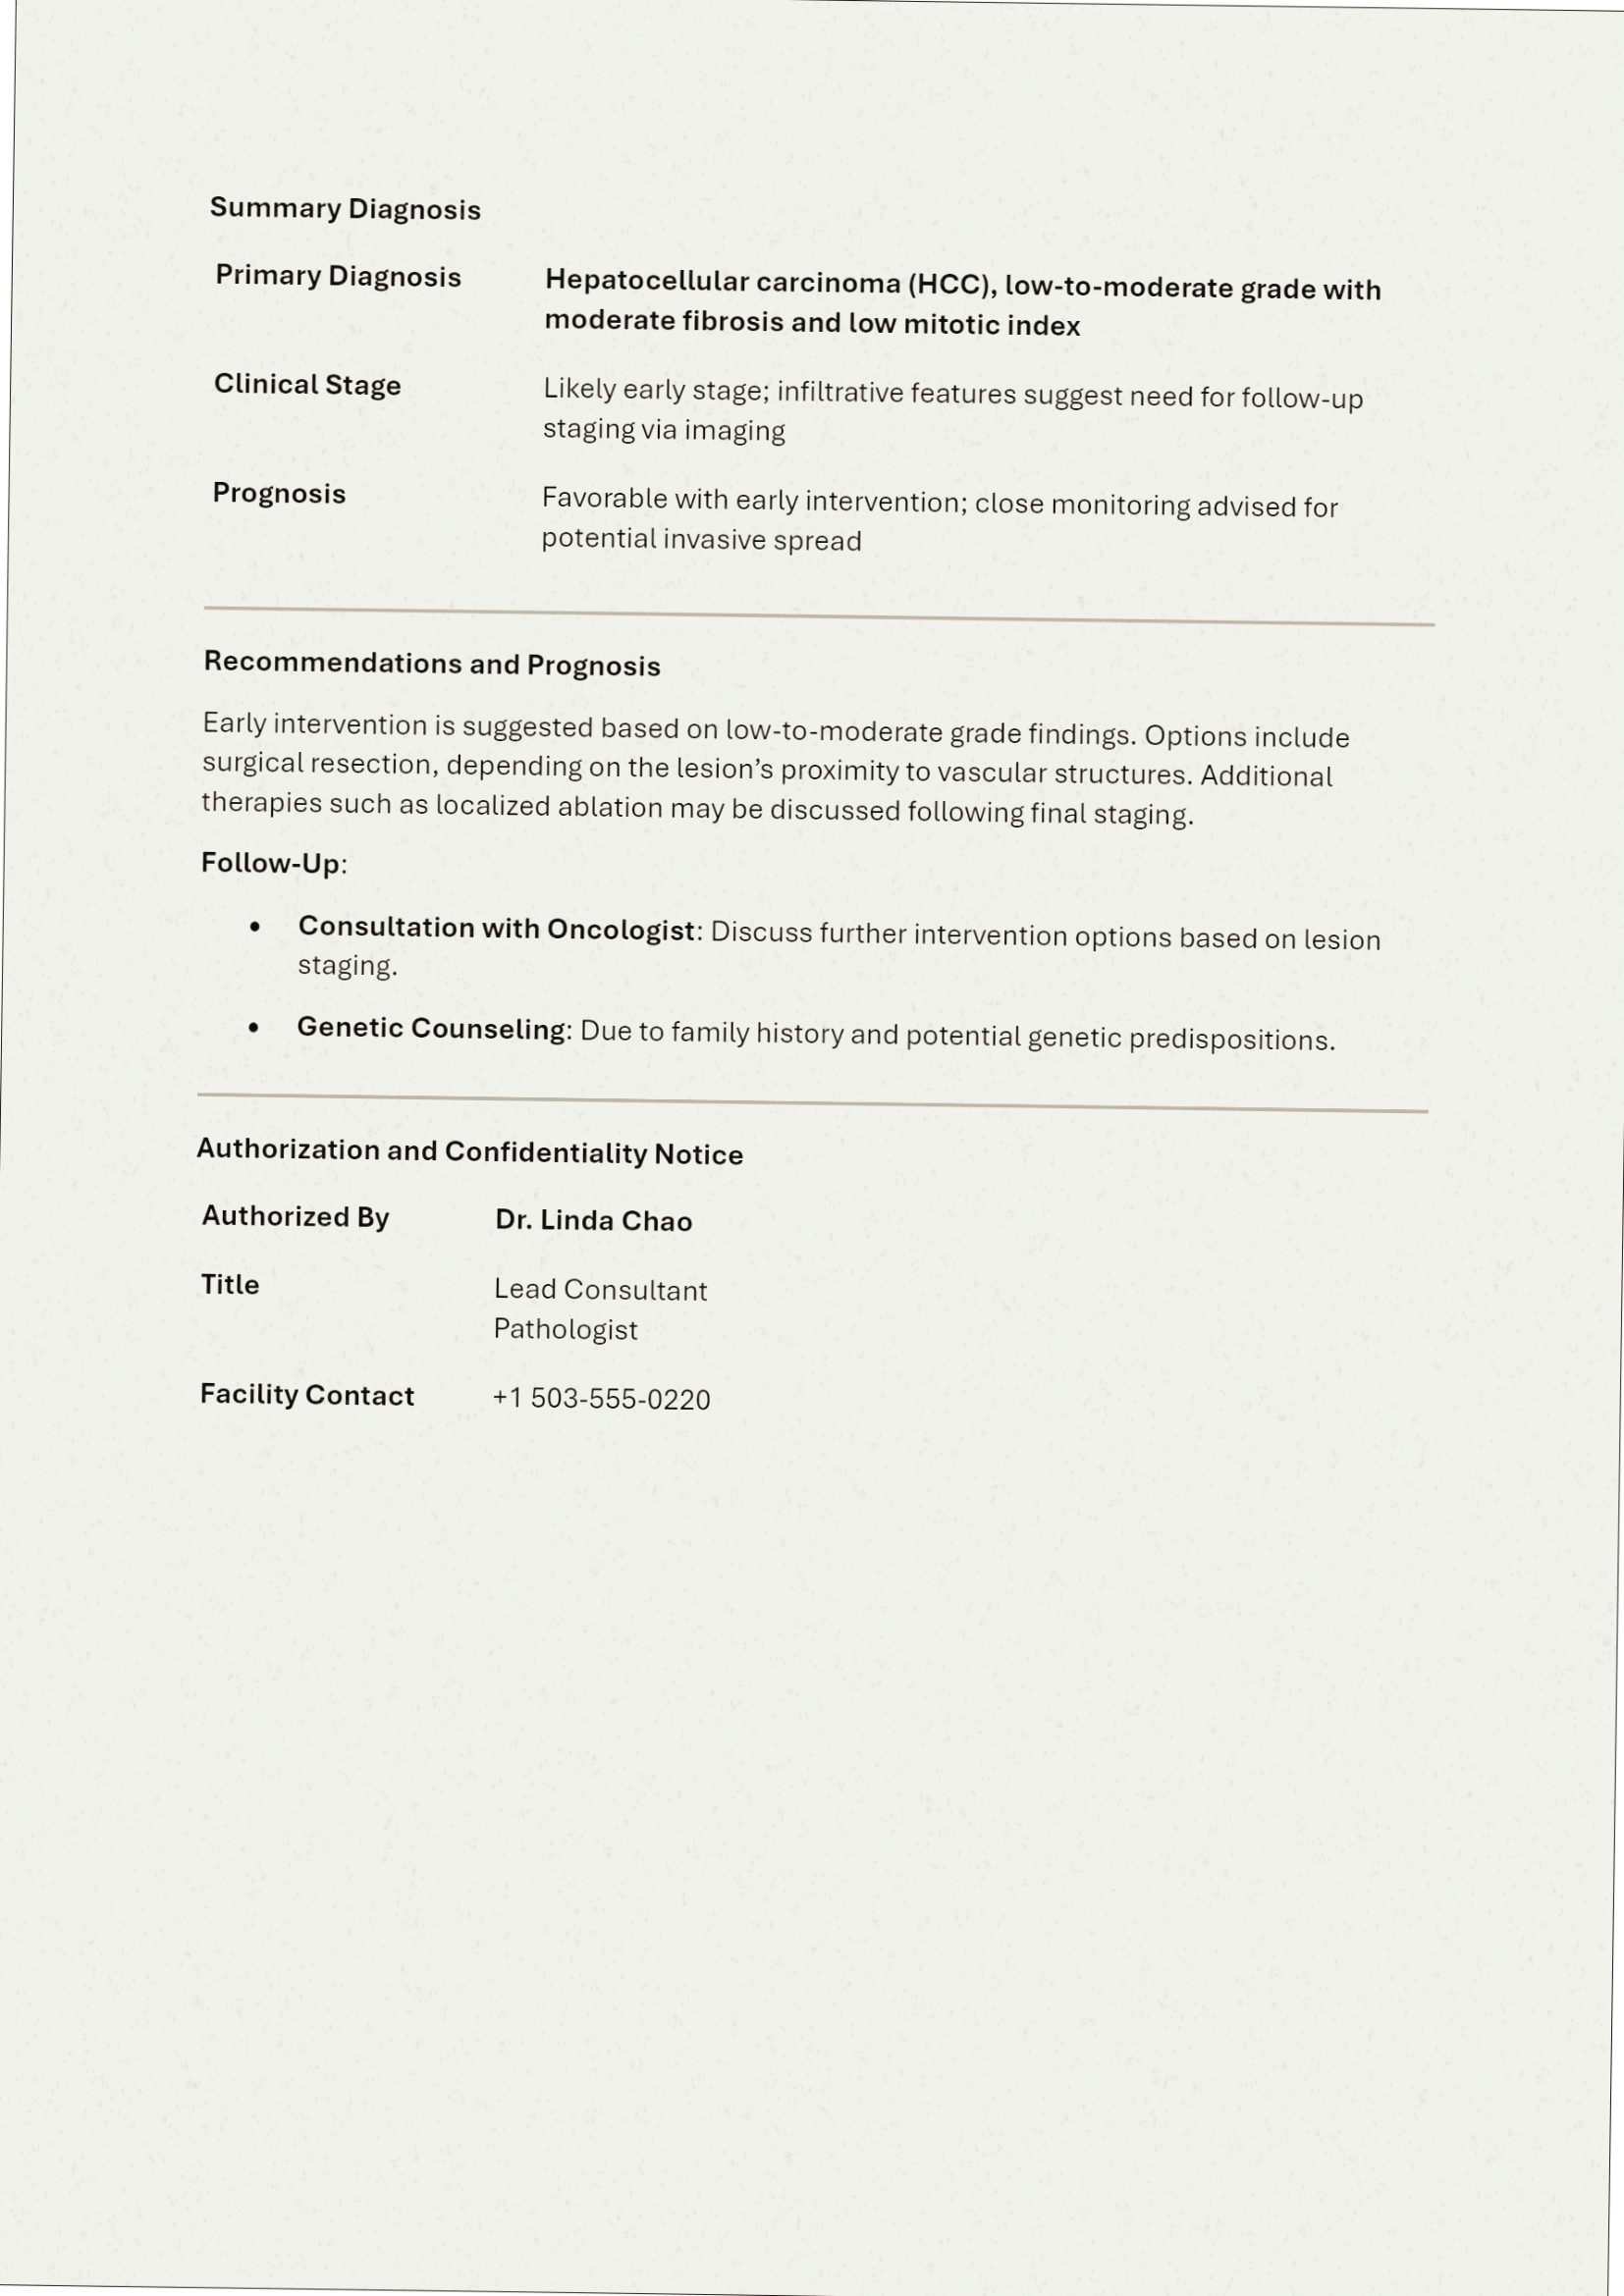 Summary Diagnosis
Primary Diagnosis
Hepatocellular carcinoma (HCC), low-to-moderate grade with
moderate fibrosis and low mitotic index
Clinical Stage
Likely early stage; infiltrative features suggest need for follow-up
staging via imaging
Prognosis
Favorable with early intervention; close monitoring advised for
potential invasive spread
Recommendations and Prognosis
Early intervention is suggested based on low-to-moderate grade findings. Options include
surgical resection, depending on the lesion’s proximity to vascular structures. Additional
therapies such as localized ablation may be discussed following final staging.
Follow-Up:
• Consultation with Oncologist: Discuss further intervention options based on lesion
staging.
• Genetic Counseling: Due to family history and potential genetic predispositions.
Authorization and Confidentiality Notice
Authorized By
Dr. Linda Chao
Title
Lead Consultant
Pathologist
Facility Contact
+1 503-555-0220